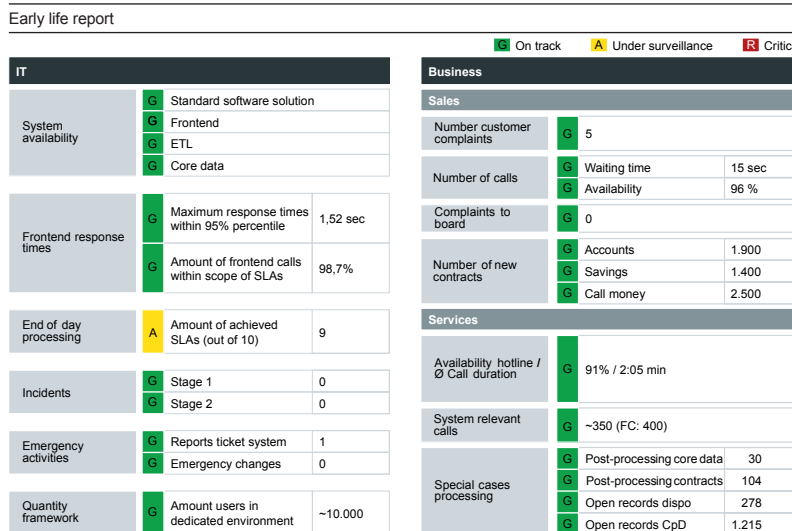 Early life report
G On track A Under surveillance R Critic
IT
System
availability
G Standard software solution
G Frontend
G ETL
G Core data
Frontend response
times
G Maximum response times
within 95% percentile 1,52 sec
G Amount of frontend calls
within scope of SLAs 98,7%
End of day
processing
A Amount of achieved
SLAs (out of 10) 9
Incidents
G Stage 1 0
G Stage 2 0
Emergency
activities
G Reports ticket system 1
G Emergency changes 0
Quantity
framework
G Amount users in
dedicated environment ~10.000
Business
Sales
Number customer
complaints
G 5
Number of calls
G Waiting time 15 sec
G Availability 96 %
Complaints to
board
G 0
Number of new
contracts
G Accounts 1.900
G Savings 1.400
G Call money 2.500
Services
Availability hotline /
Ø Call duration
G 91% / 2:05 min
System relevant
calls
G ~350 (FC: 400)
Special cases
processing
G Post-processing core data 30
G Post-processing contracts 104
G Open records dispo 278
G Open records CpD 1.215